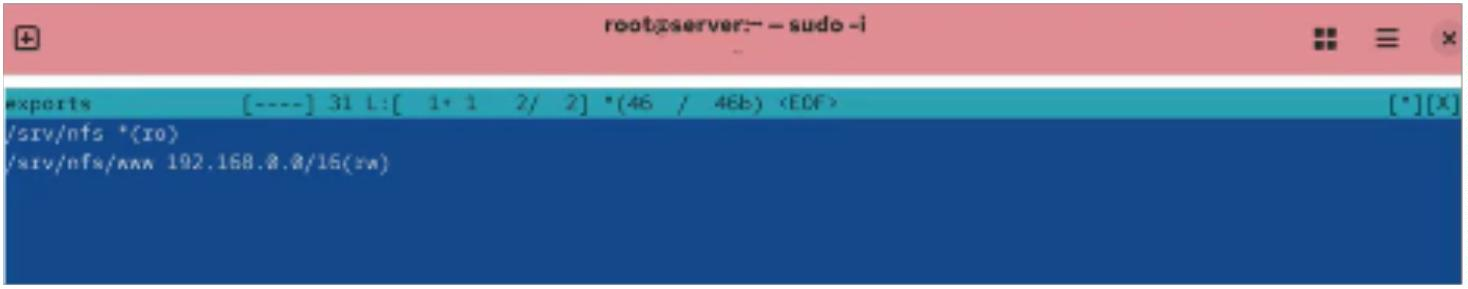 root@server:~ — sudo -i
exports [----] 31 L:[ 1+ 1 2/ 2] *(46 / 46b) <EOF> [*][X]
/srv/nfs *(ro)
/srv/nfs/www 192.168.0.0/16(rw)